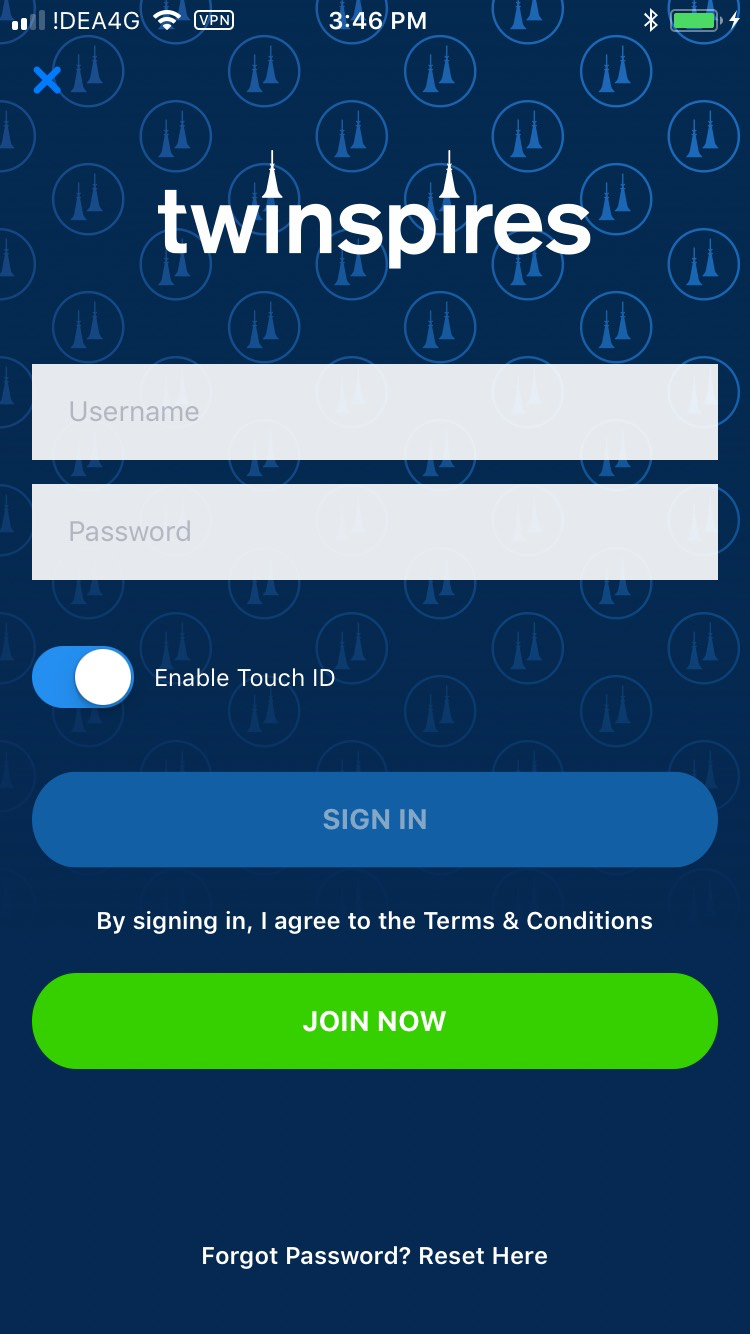 !DEA4G VPN 3:46 PM
twinspires
Username
Password
Enable Touch ID
SIGN IN
By signing in, I agree to the Terms & Conditions
JOIN NOW
Forgot Password? Reset Here